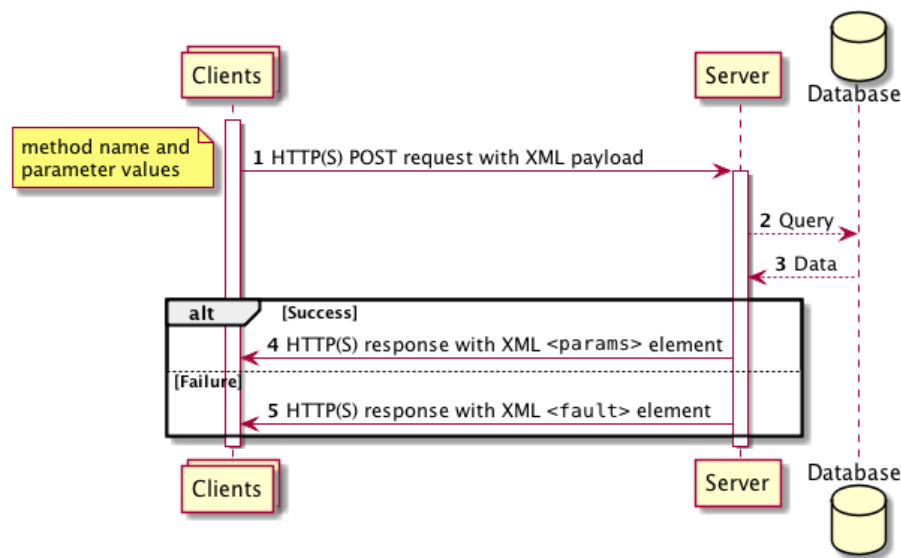 Clients
Server
Database
method name and
parameter values
1 HTTP(S) POST request with XML payload
2 Query
3 Data
alt [Success]
4 HTTP(S) response with XML <params> element
[Failure]
5 HTTP(S) response with XML <fault> element
Clients
Server
Database